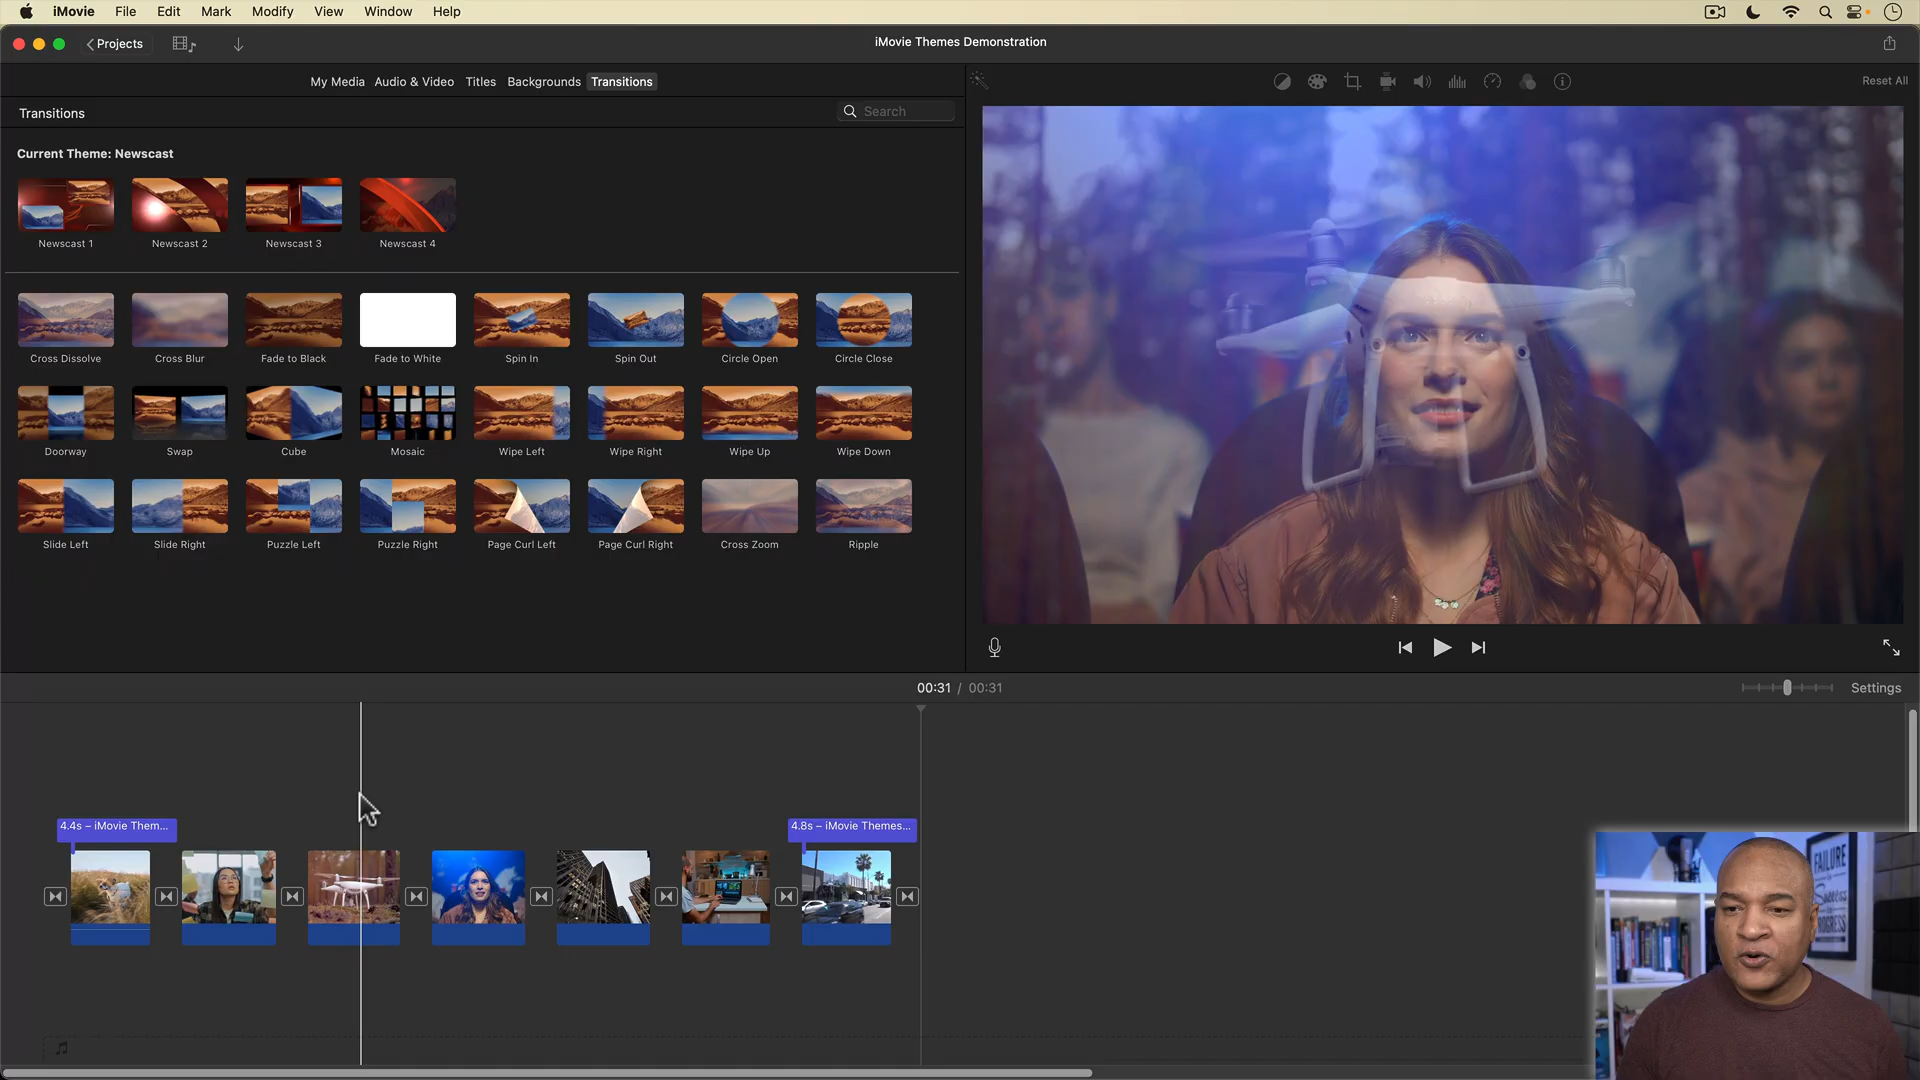 iMovie File Edit Mark Modify View Window Help
Projects
iMovie Themes Demonstration
My Media Audio & Video Titles Backgrounds Transitions
Reset All
Transitions
Search
Current Theme: Newscast
Newscast 1 Newscast 2 Newscast 3 Newscast 4
Cross Dissolve Cross Blur Fade to Black Fade to White Spin In Spin Out Circle Open Circle Close
Doorway Swap Cube Mosaic Wipe Left Wipe Right Wipe Up Wipe Down
Slide Left Slide Right Puzzle Left Puzzle Right Page Curl Left Page Curl Right Cross Zoom Ripple
00:31 / 00:31
Settings
4.4s – iMovie Them...
4.8s – iMovie Themes...
FAILURE
Success
PROGRESS